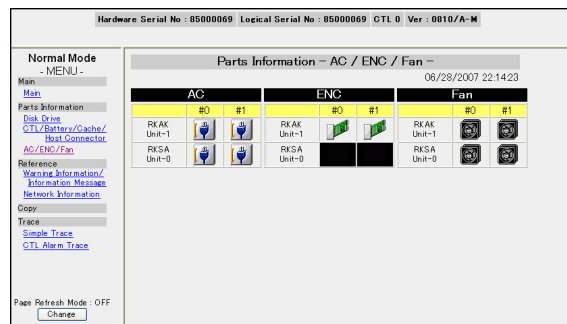 Hardware Serial No : 85000069 Logical Serial No : 85000069 CTL 0 Ver : 0810/A-M
Normal Mode
- MENU -
Main
Main
Parts Information
Disk Drive
CTL/Battery/Cache/
Host Connector
AC/ENC/Fan
Reference
Warning Information/
Information Message
Network Information
Copy
Trace
Simple Trace
CTL Alarm Trace
Page Refresh Mode : OFF
Change
Parts Information - AC / ENC / Fan -
06/28/2007 22:14:23
AC ENC Fan
#0 #1 #0 #1 #0 #1
RKAK Unit-1 RKAK Unit-1 RKAK Unit-1
RKSA Unit-0 RKSA Unit-0 RKSA Unit-0